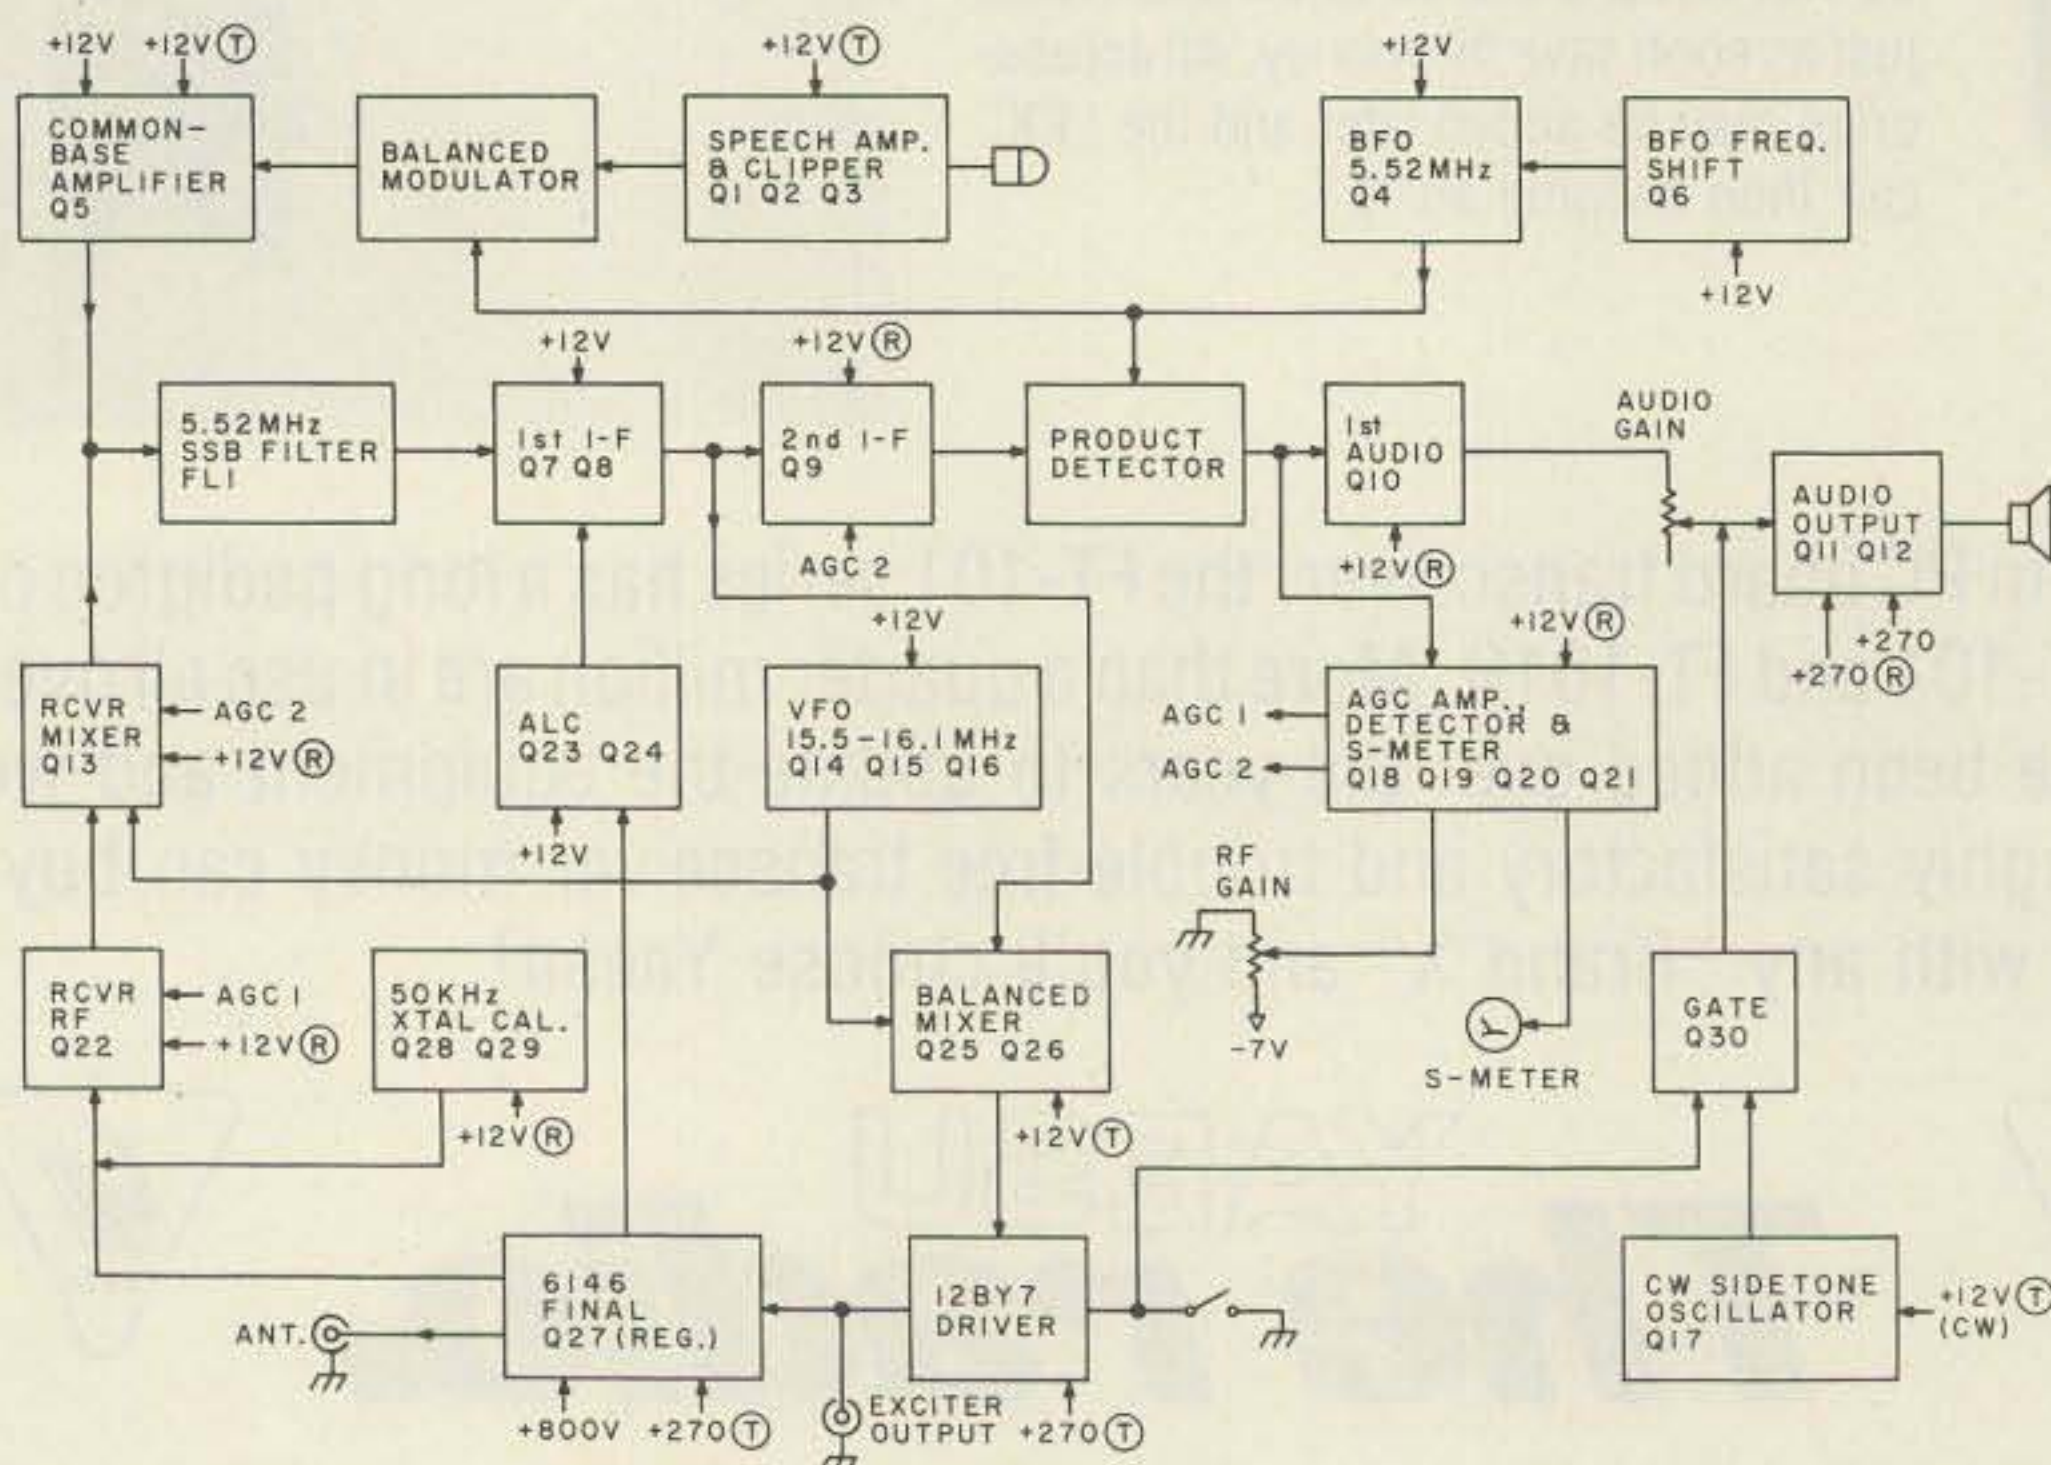 +12V +12V Ⓣ
+12V Ⓣ
+12V
COMMON-
BASE
AMPLIFIER
Q5
BALANCED
MODULATOR
SPEECH AMP.
& CLIPPER
Q1 Q2 Q3
BFO
5.52MHz
Q4
BFO FREQ.
SHIFT
Q6
+12V
+12V
+12V Ⓡ
5.52MHz
SSB FILTER
FL1
1st I-F
Q7 Q8
2nd I-F
Q9
AGC 2
PRODUCT
DETECTOR
1st
AUDIO
Q10
+12V Ⓡ
AUDIO
GAIN
AUDIO
OUTPUT
Q11 Q12
+270
+270 Ⓡ
RCVR
MIXER
Q13
AGC 2
+12V Ⓡ
ALC
Q23 Q24
+12V
+12V
VFO
15.5-16.1MHz
Q14 Q15 Q16
+12V Ⓡ
AGC 1
AGC 2
AGC AMP.,
DETECTOR &
S-METER
Q18 Q19 Q20 Q21
RF
GAIN
-7V
S-METER
RCVR
RF
Q22
AGC 1
+12V Ⓡ
50KHz
XTAL CAL.
Q28 Q29
+12V Ⓡ
BALANCED
MIXER
Q25 Q26
+12V Ⓣ
GATE
Q30
ANT.
6146
FINAL
Q27(REG.)
+800V +270 Ⓣ
12BY7
DRIVER
EXCITER
OUTPUT
+270 Ⓣ
CW SIDETONE
OSCILLATOR
Q17
+12V Ⓣ
(CW)